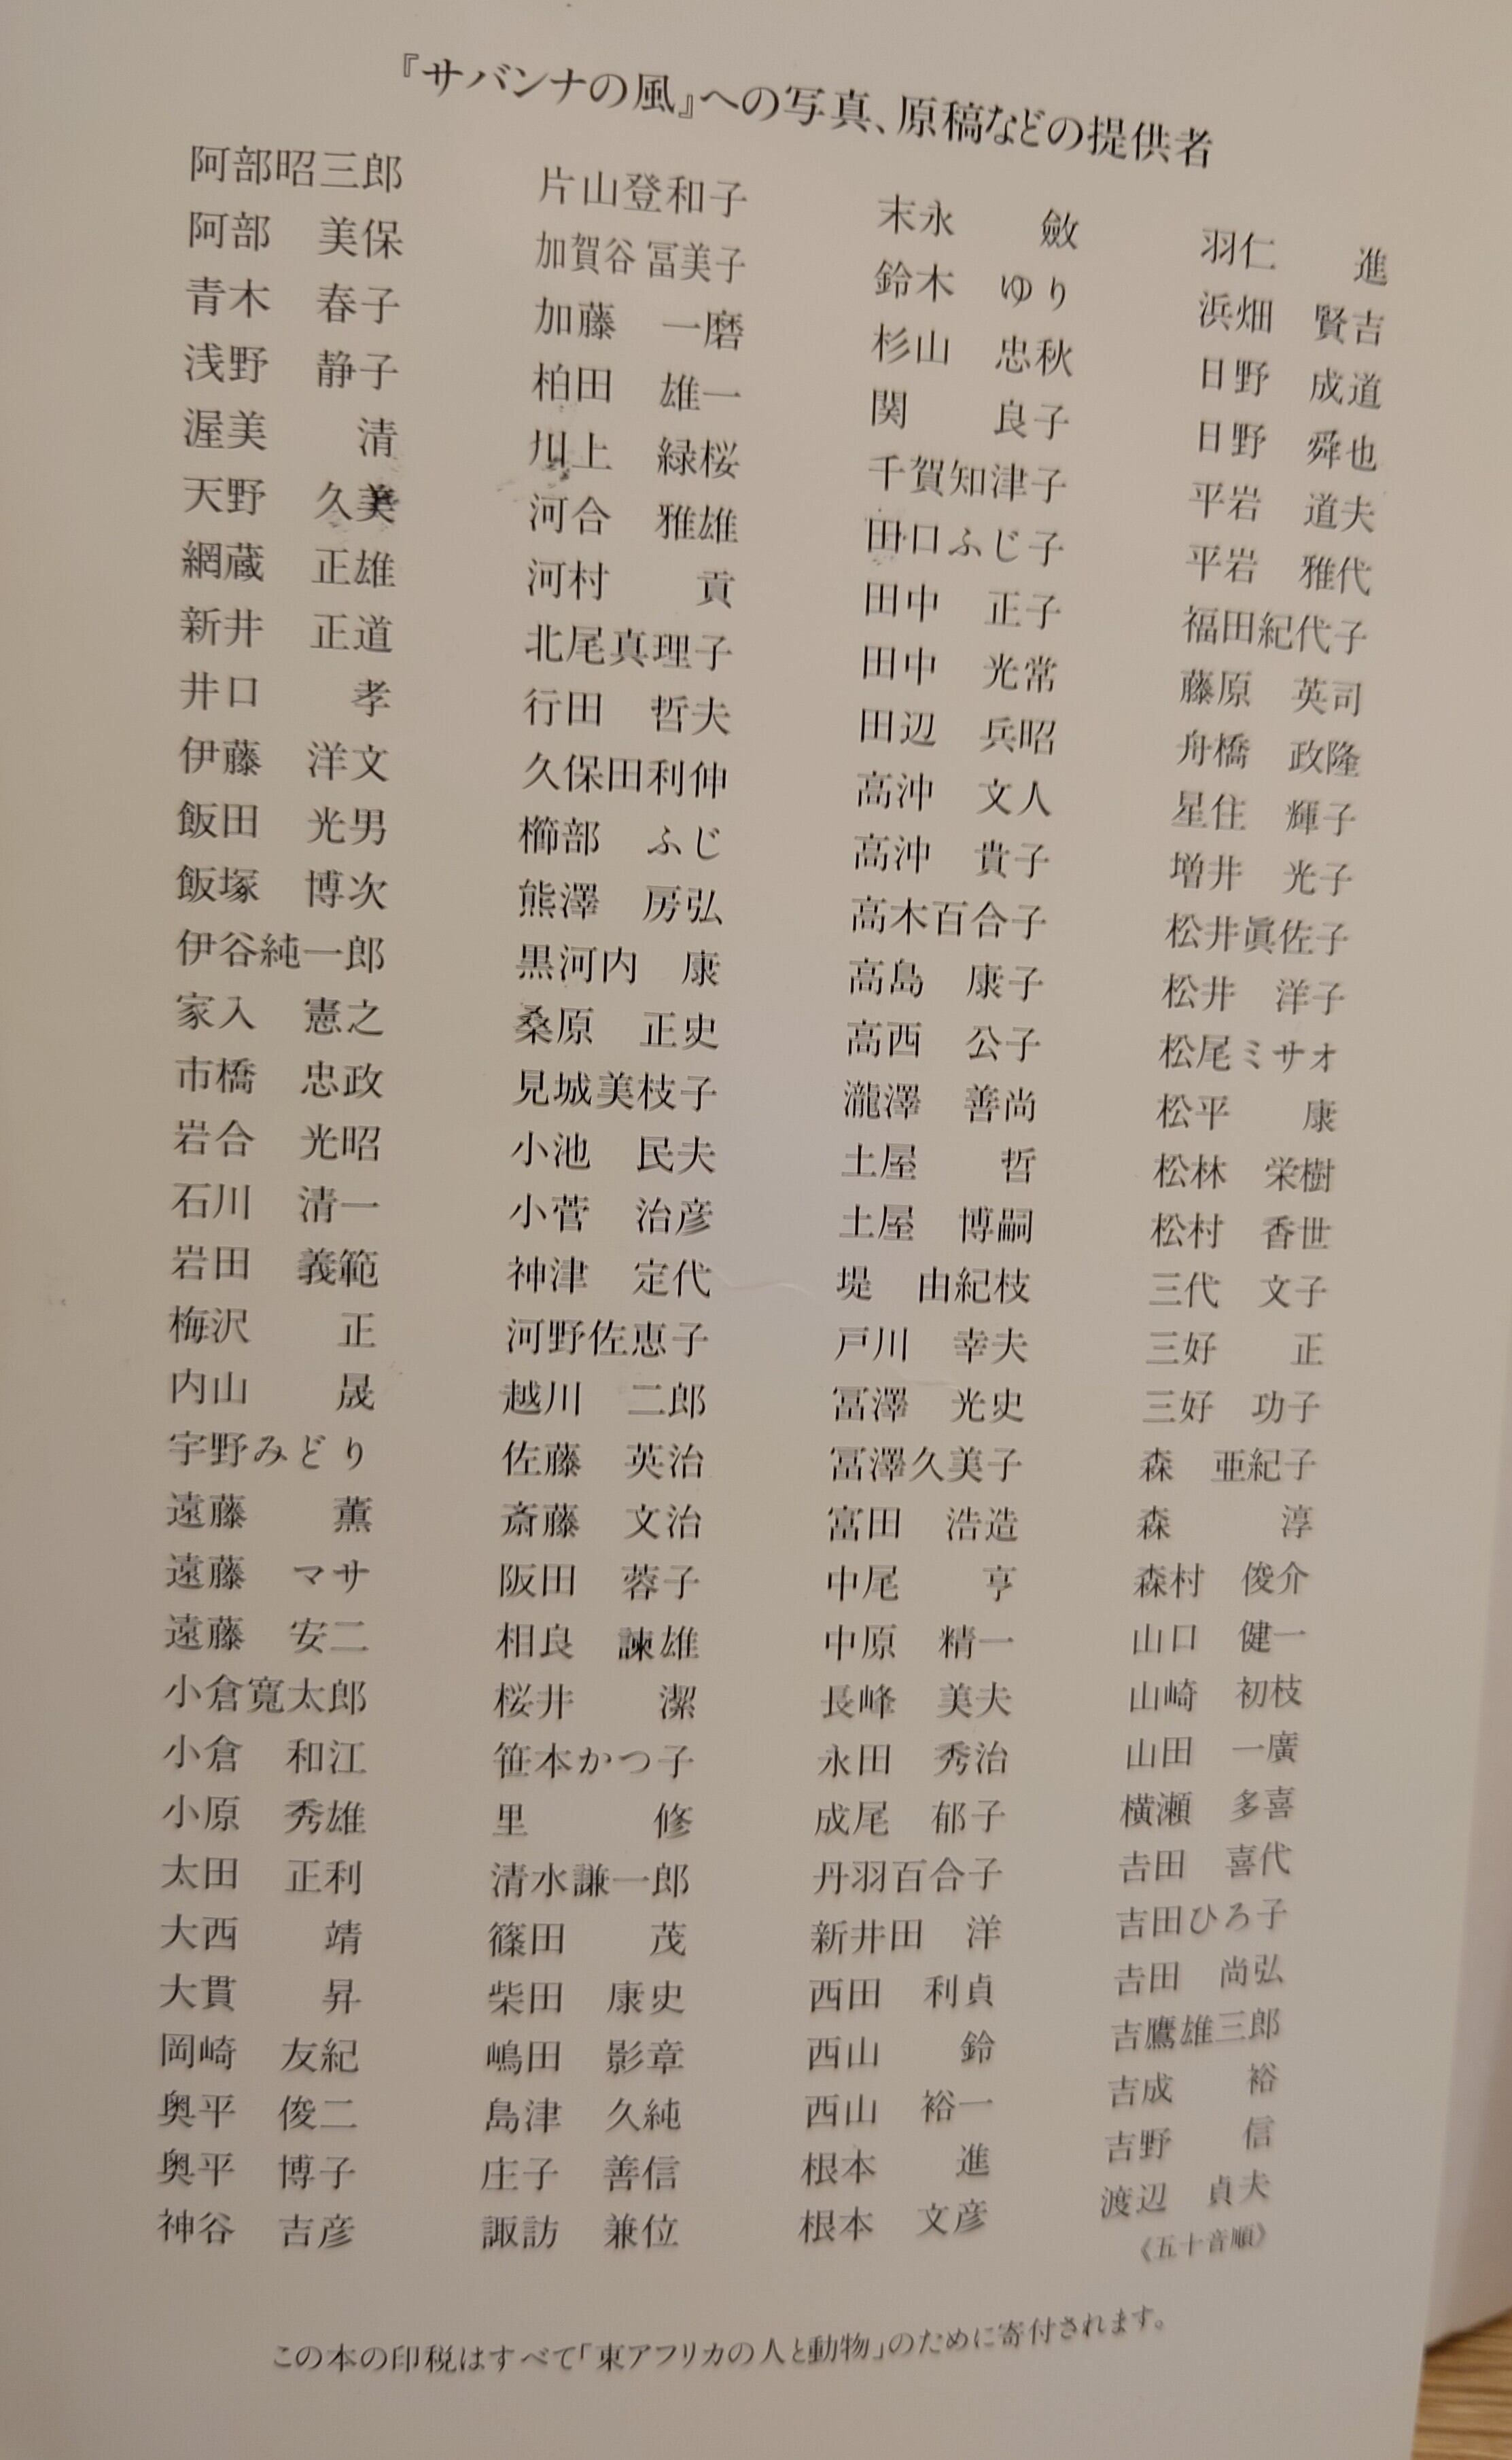 『サバンナの風』への写真、原稿などの提供者
阿部昭三郎
阿部　美保
青木　春子
浅野　静子
渥美　　清
天野　久美
網蔵　正雄
新井　正道
井口　　孝
伊藤　洋文
飯田　光男
飯塚　博次
伊谷純一郎
家入　憲之
市橋　忠政
岩合　光昭
石川　清一
岩田　義範
梅沢　　正
内山　　晟
宇野みどり
遠藤　　薫
遠藤　マサ
遠藤　安二
小倉寛太郎
小倉　和江
小原　秀雄
太田　正利
大西　　靖
大貫　　昇
岡崎　友紀
奥平　俊二
奥平　博子
神谷　吉彦
片山登和子
加賀谷冨美子
加藤　一磨
柏田　雄一
川上　緑桜
河合　雅雄
河村　　貢
北尾真理子
行田　哲夫
久保田利伸
櫛部　ふじ
熊澤　房弘
黒河内　康
桑原　正史
見城美枝子
小池　民夫
小菅　治彦
神津　定代
河野佐恵子
越川　二郎
佐藤　英治
斎藤　文治
阪田　蓉子
相良　諫雄
桜井　　潔
笹本かつ子
里　　　修
清水謙一郎
篠田　　茂
柴田　康史
嶋田　影章
島津　久純
庄子　善信
諏訪　兼位
末永　　斂
鈴木　ゆり
杉山　忠秋
関　　良子
千賀知津子
田口ふじ子
田中　正子
田中　光常
田辺　兵昭
高沖　文人
高沖　貴子
高木百合子
高島　康子
高西　公子
瀧澤　善尚
土屋　　哲
土屋　博嗣
堤　由紀枝
戸川　幸夫
冨澤　光史
冨澤久美子
富田　浩造
中尾　　亨
中原　精一
長峰　美夫
永田　秀治
成尾　郁子
丹羽百合子
新井田　洋
西田　利貞
西山　　鈴
西山　裕一
根本　　進
根本　文彦
羽仁　　進
浜畑　賢吉
日野　成道
日野　舜也
平岩　道夫
平岩　雅代
福田紀代子
藤原　英司
舟橋　政隆
星住　輝子
増井　光子
松井眞佐子
松井　洋子
松尾ミサオ
松平　　康
松林　栄樹
松村　香世
三代　文子
三好　　正
三好　功子
森　亜紀子
森　　　淳
森村　俊介
山口　健一
山崎　初枝
山田　一廣
横瀬　多喜
吉田　喜代
吉田ひろ子
吉田　尚弘
吉鷹雄三郎
吉成　　裕
吉野　　信
渡辺　貞夫
《五十音順》
この本の印税はすべて「東アフリカの人と動物」のために寄付されます。